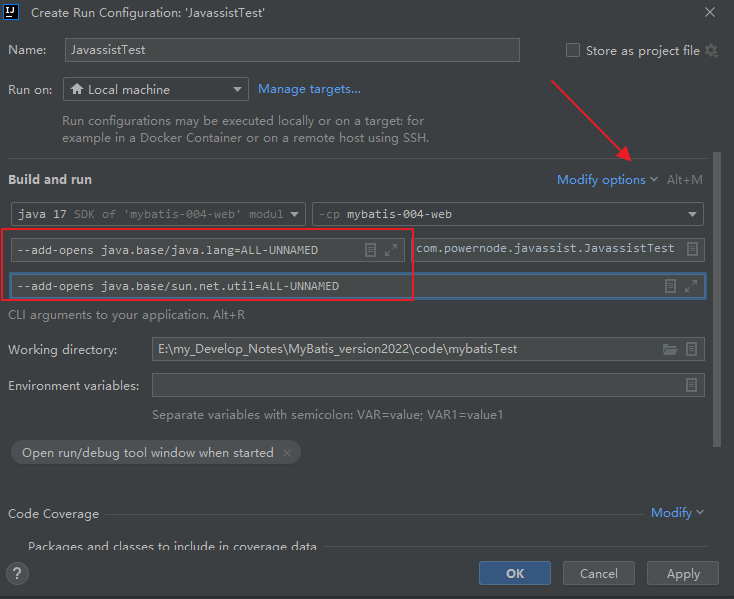 IJ
Create Run Configuration: 'JavassistTest'
Name: JavassistTest Store as project file
Run on: Local machine Manage targets...
Run configurations may be executed locally or on a target: for
example in a Docker Container or on a remote host using SSH.
Build and run Modify options Alt+M
java 17 SDK of 'mybatis-004-web' modul -cp mybatis-004-web
--add-opens java.base/java.lang=ALL-UNNAMED com.powernode.javassist.JavassistTest
--add-opens java.base/sun.net.util=ALL-UNNAMED
CLI arguments to your application. Alt+R
Working directory: E:\my_Develop_Notes\MyBatis_version2022\code\mybatisTest
Environment variables:
Separate variables with semicolon: VAR=value; VAR1=value1
Open run/debug tool window when started ×
Code Coverage Modify
Packages and classes to include in coverage data
? OK Cancel Apply